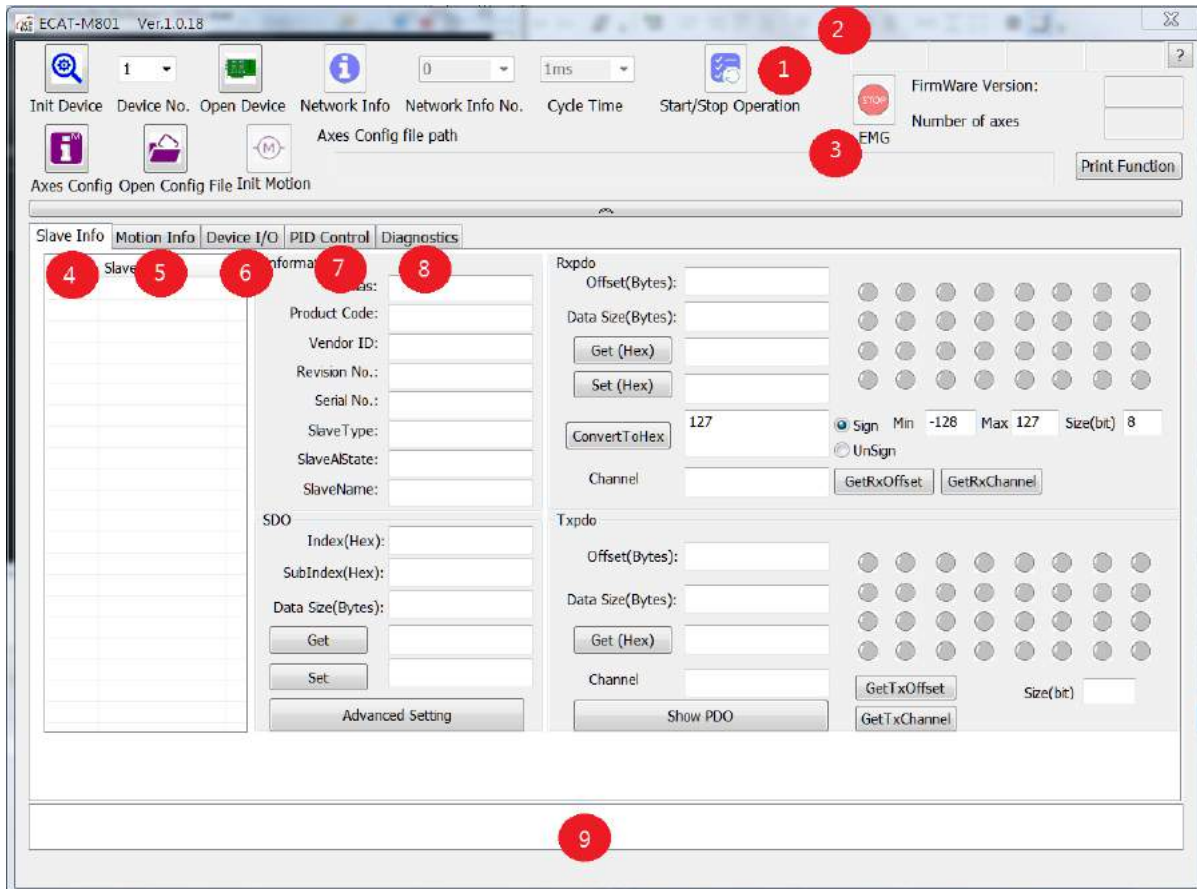 ECAT-M801 Ver.1.0.18
2
?
1 0 1ms 1
FirmWare Version:
Init Device Device No. Open Device Network Info Network Info No. Cycle Time Start/Stop Operation
STOP
Number of axes
EMG
3
Axes Config file path
Print Function
Axes Config Open Config File Init Motion
Slave Info Motion Info Device I/O PID Control Diagnostics
4 5 6 7 8
Product Code:
Vendor ID:
Revision No.:
Serial No.:
SlaveType:
SlaveAlState:
SlaveName:
SDO
Index(Hex):
SubIndex(Hex):
Data Size(Bytes):
Get
Set
Advanced Setting
Rxpdo
Offset(Bytes):
Data Size(Bytes):
Get (Hex)
Set (Hex)
ConvertToHex 127 Sign Min -128 Max 127 Size(bit) 8
UnSign
Channel GetRxOffset GetRxChannel
Txpdo
Offset(Bytes):
Data Size(Bytes):
Get (Hex)
Channel GetTxOffset Size(bit)
Show PDO GetTxChannel
9